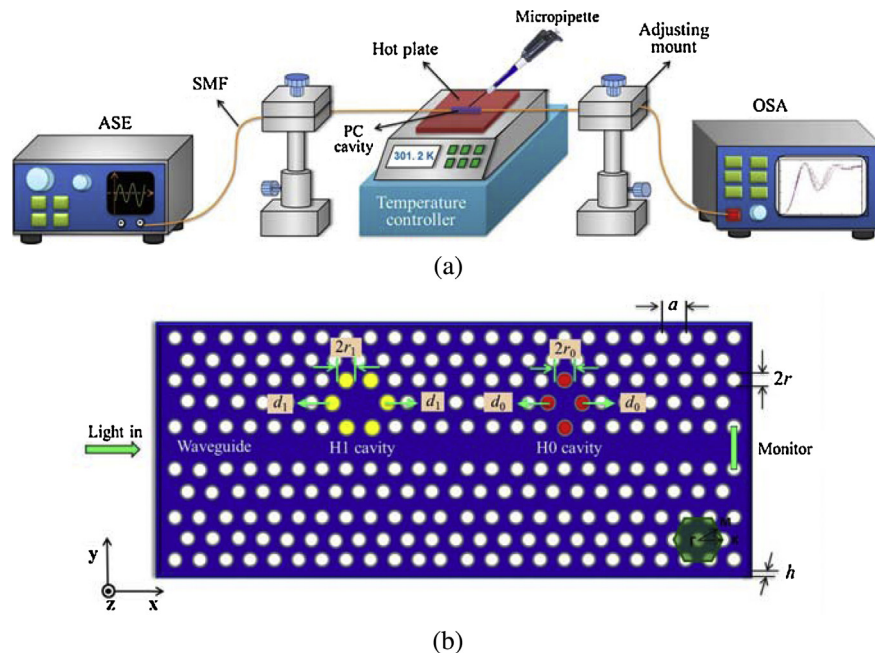 Micropipette
Adjusting
mount
Hot plate
SMF
ASE
OSA
PC
cavity
301. 2 K
Temperature
controller
(a)
a
2r₁
2r₀
2r
d₁
d₁
d₀
d₀
Light in
Waveguide
H1 cavity
H0 cavity
Monitor
M
Γ
K
y
z
x
h
(b)